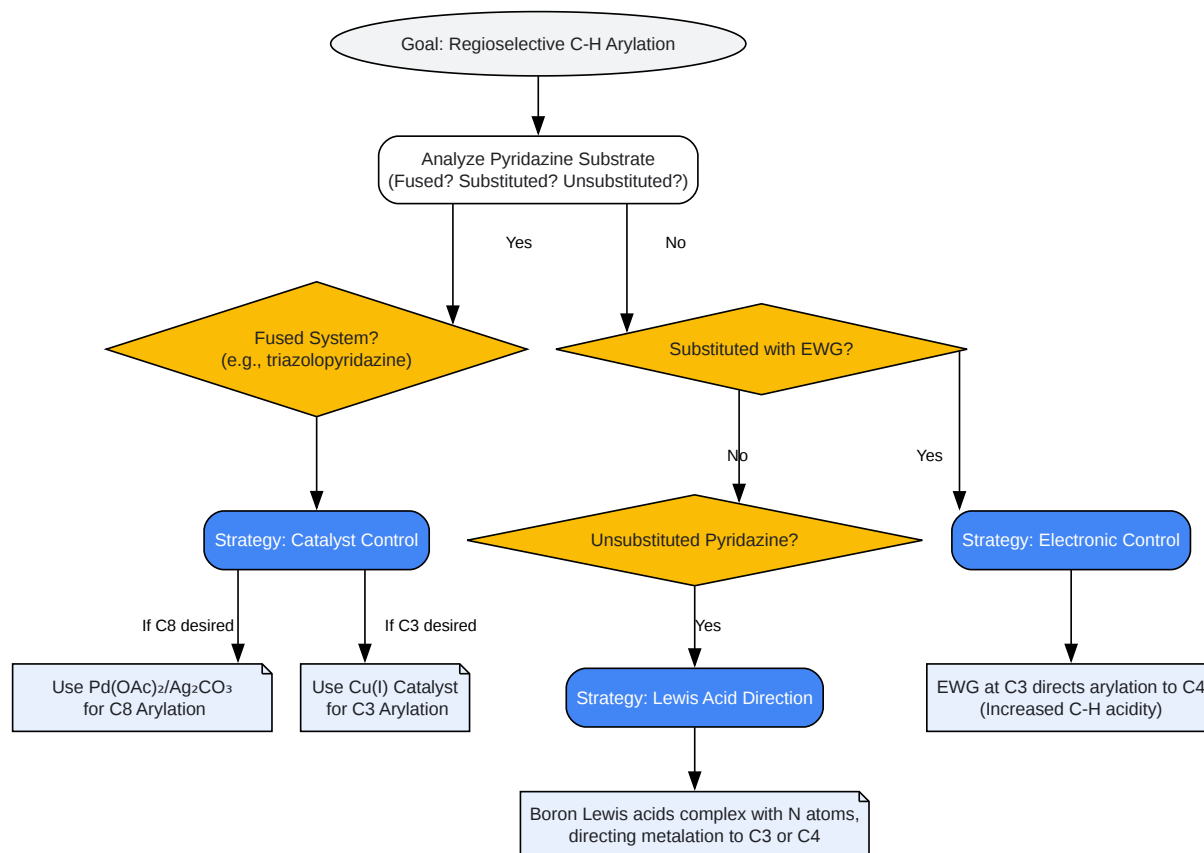 Goal: Regioselective C-H Arylation
Analyze Pyridazine Substrate
(Fused? Substituted? Unsubstituted?)
Yes
No
Fused System?
(e.g., triazolopyridazine)
Substituted with EWG?
No
Yes
Strategy: Catalyst Control
Unsubstituted Pyridazine?
Strategy: Electronic Control
If C8 desired
If C3 desired
Yes
Use Pd(OAc)₂/Ag₂CO₃
for C8 Arylation
Use Cu(I) Catalyst
for C3 Arylation
Strategy: Lewis Acid Direction
EWG at C3 directs arylation to C4
(Increased C-H acidity)
Boron Lewis acids complex with N atoms,
directing metalation to C3 or C4